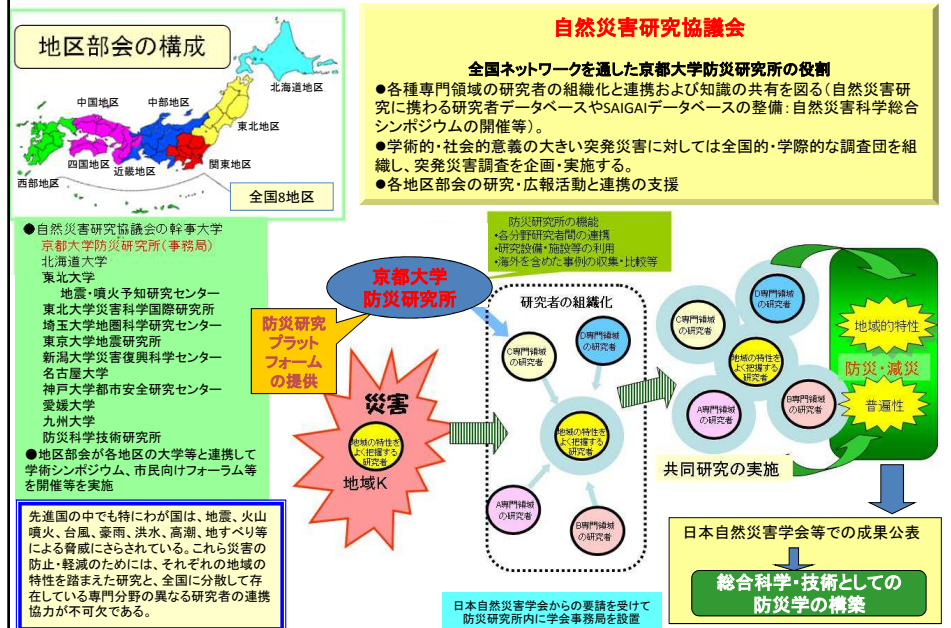 地区部会の構成
北海道地区
東北地区
中国地区
中部地区
四国地区
近畿地区
関東地区
西部地区
全国8地区
自然災害研究協議会
全国ネットワークを通した京都大学防災研究所の役割
●各種専門領域の研究者の組織化と連携および知識の共有を図る(自然災害研
究に携わる研究者データベースやSAIGAIデータベースの整備:自然災害科学総合
シンポジウムの開催等)。
●学術的・社会的意義の大きい突発災害に対しては全国的・学際的な調査団を組
織し、突発災害調査を企画・実施する。
●各地区部会の研究・広報活動と連携の支援
●自然災害研究協議会の幹事大学
京都大学防災研究所(事務局)
北海道大学
東北大学
地震・噴火予知研究センター
東北大学災害科学国際研究所
埼玉大学地圏科学研究センター
東京大学地震研究所
新潟大学災害復興科学センター
名古屋大学
神戸大学都市安全研究センター
愛媛大学
九州大学
防災科学技術研究所
●地区部会が各地区の大学等と連携して
学術シンポジウム、市民向けフォーラム等
を開催等を実施
先進国の中でも特にわが国は、地震、火山
噴火、台風、豪雨、洪水、高潮、地すべり等
による脅威にさらされている。これら災害の
防止・軽減のためには、それぞれの地域の
特性を踏まえた研究と、全国に分散して存
在している専門分野の異なる研究者の連携
協力が不可欠である。
防災研究所の機能
・各分野研究者間の連携
・研究設備・施設等の利用
・海外を含めた事例の収集・比較等
京都大学
防災研究所
防災研究
プラット
フォーム
の提供
災害
地域の特性を
よく把握する
研究者
地域K
研究者の組織化
C専門領域
の研究者
D専門領域
の研究者
地域の特性を
よく把握する
研究者
A専門領域
の研究者
B専門領域
の研究者
D専門領域
の研究者
C専門領域
の研究者
地域の特性を
よく把握する
研究者
A専門領域
の研究者
B専門領域
の研究者
共同研究の実施
地域的特性
防災・減災
普遍性
日本自然災害学会等での成果公表
総合科学・技術としての
防災学の構築
日本自然災害学会からの要請を受けて
防災研究所内に学会事務局を設置